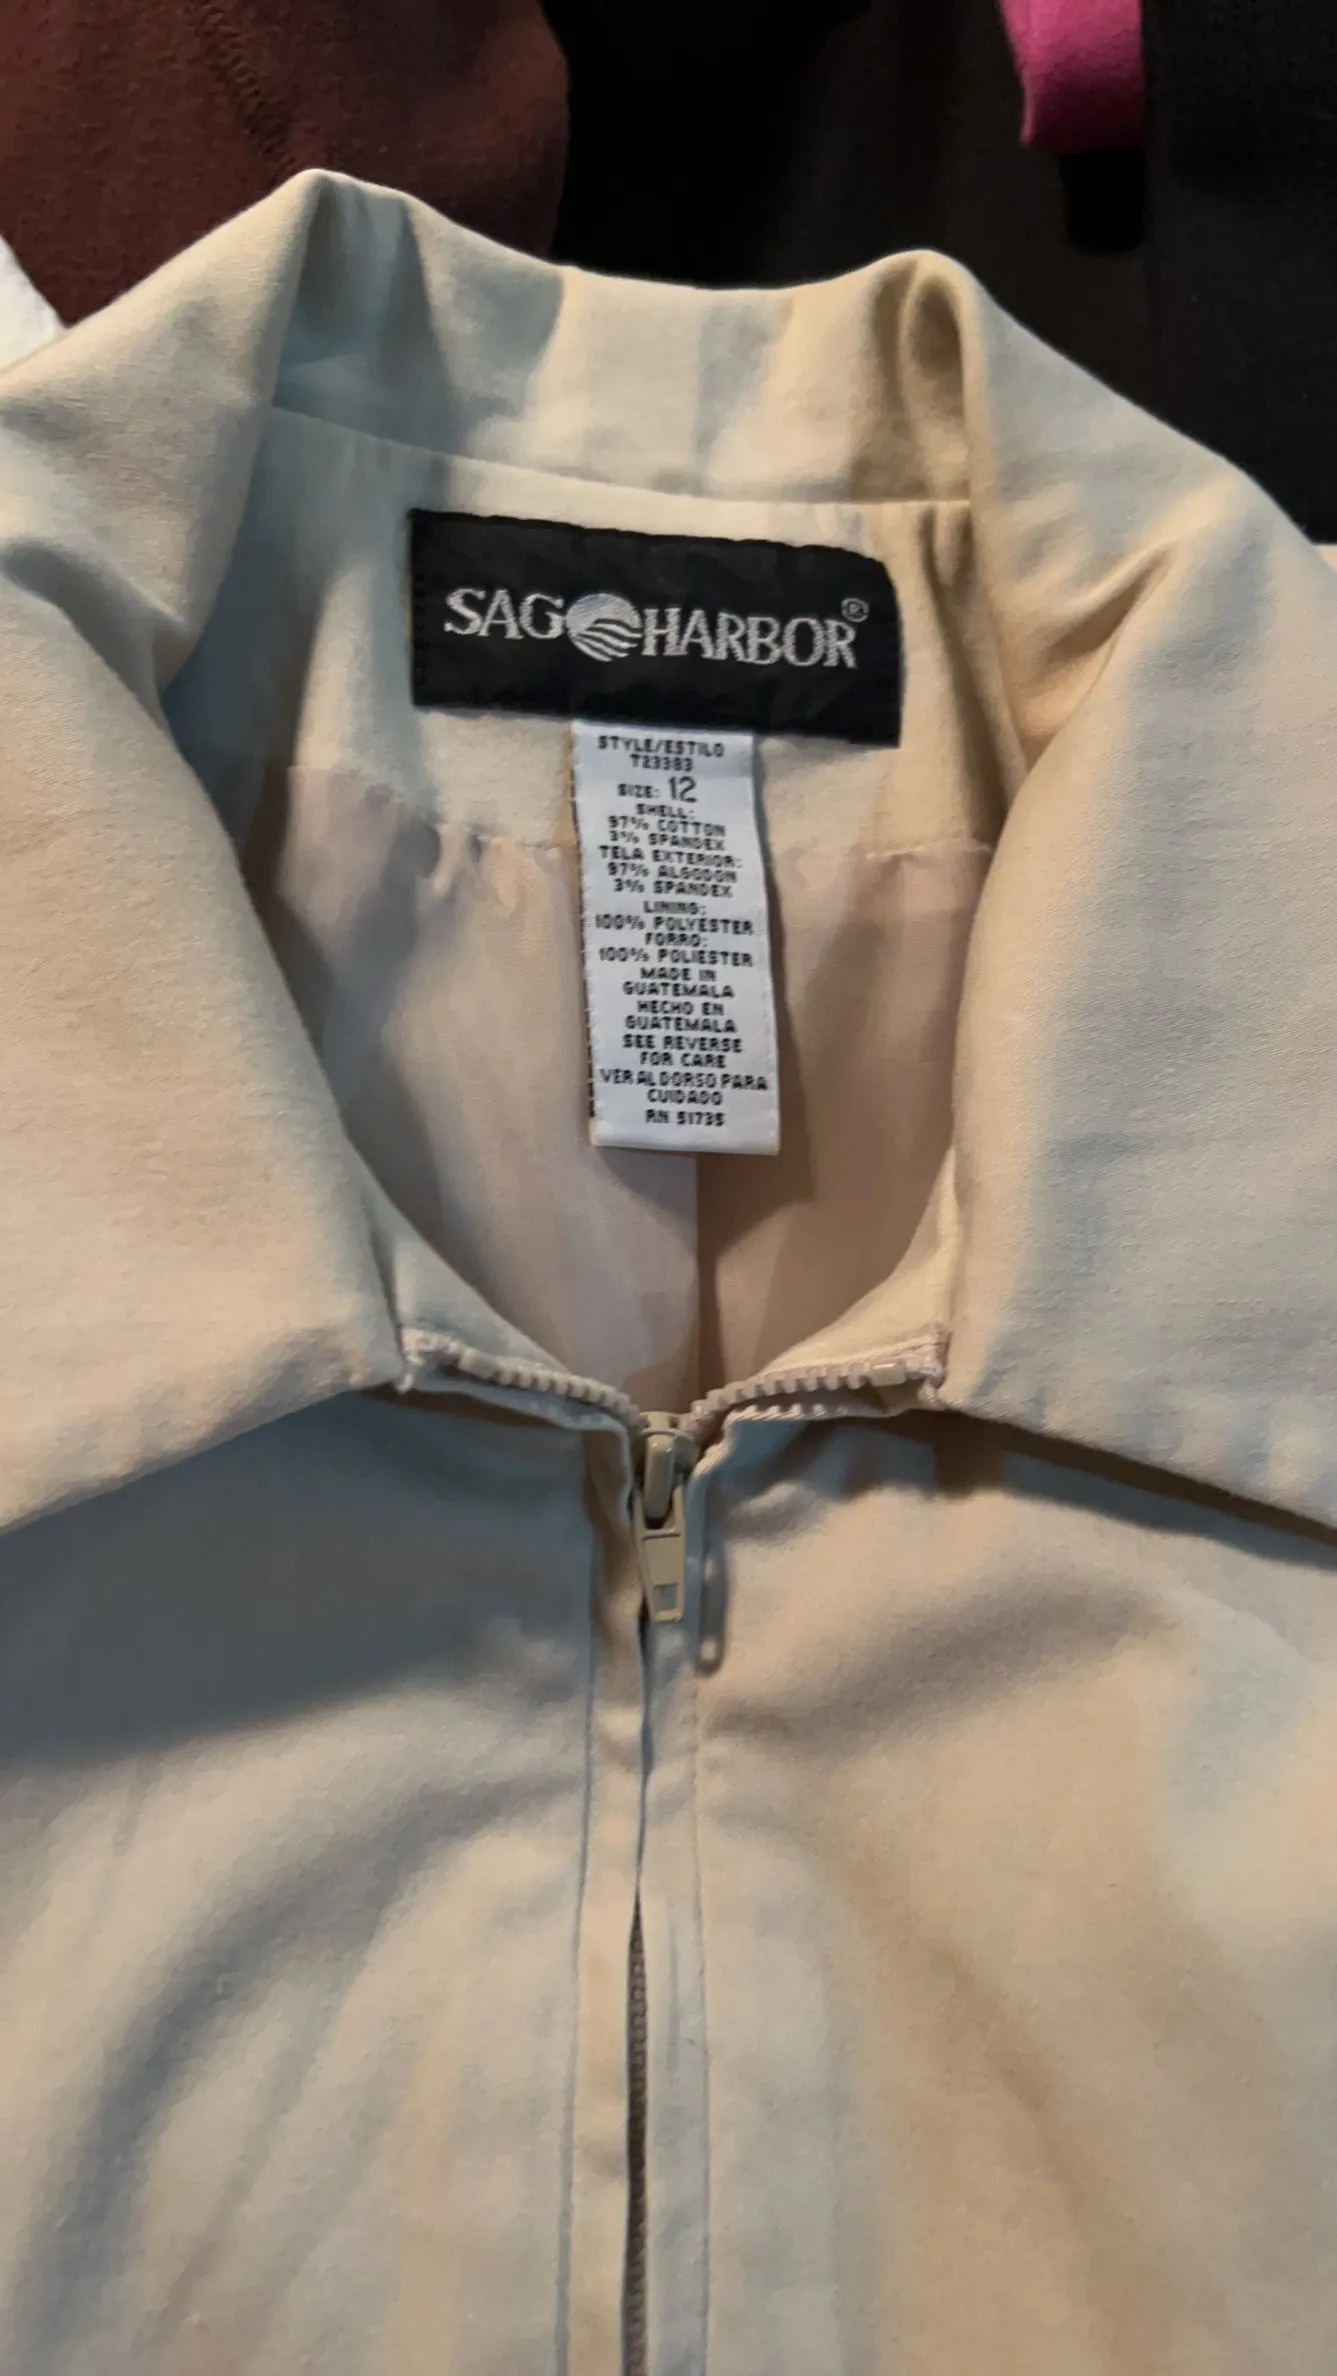 SAG HARBOR®
STYLE/ESTILO
T23383
SIZE: 12
SHELL:
97% COTTON
3% SPANDEX
TELA EXTERIOR:
97% ALGODON
3% SPANDEX
LINING:
100% POLYESTER
FORRO:
100% POLIESTER
MADE IN
GUATEMALA
HECHO EN
GUATEMALA
SEE REVERSE
FOR CARE
VER AL DORSO PARA
CUIDADO
RN 51735